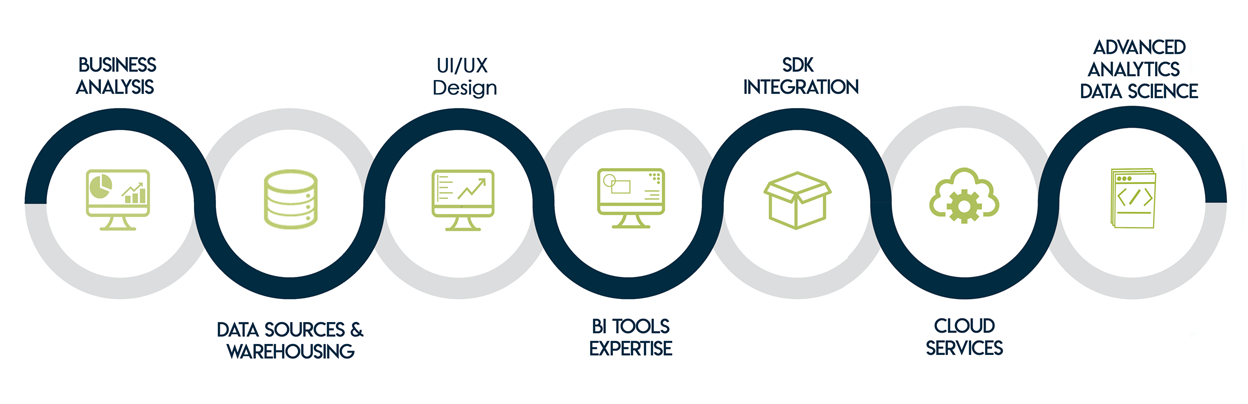 BUSINESS
ANALYSIS
DATA SOURCES &
WAREHOUSING
UI/UX
Design
BI TOOLS
EXPERTISE
SDK
INTEGRATION
CLOUD
SERVICES
ADVANCED
ANALYTICS
DATA SCIENCE